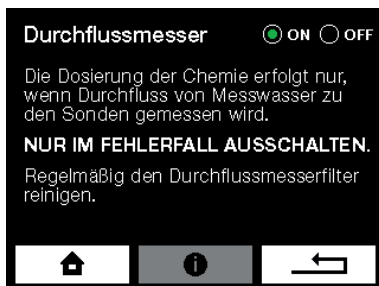 Durchflussmesser ON OFF
Die Dosierung der Chemie erfolgt nur,
wenn Durchfluss von Messwasser zu
den Sonden gemessen wird.
NUR IM FEHLERFALL AUSSCHALTEN.
Regelmäßig den Durchflussmesserfilter
reinigen.